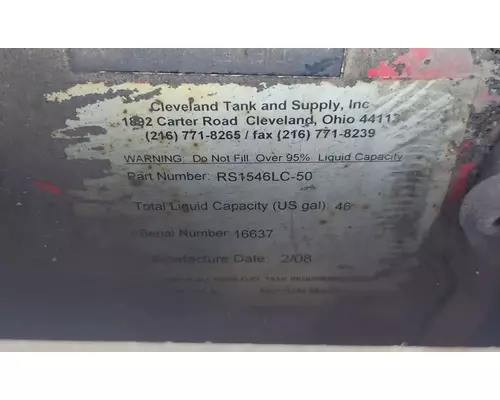 Cleveland Tank and Supply, Inc
1892 Carter Road Cleveland, Ohio 44113
(216) 771-8265 / fax (216) 771-8239
WARNING: Do Not Fill Over 95% Liquid Capacity
Part Number: RS1546LC-50
Total Liquid Capacity (US gal): 46
Serial Number 16637
Manufacture Date: 2/08